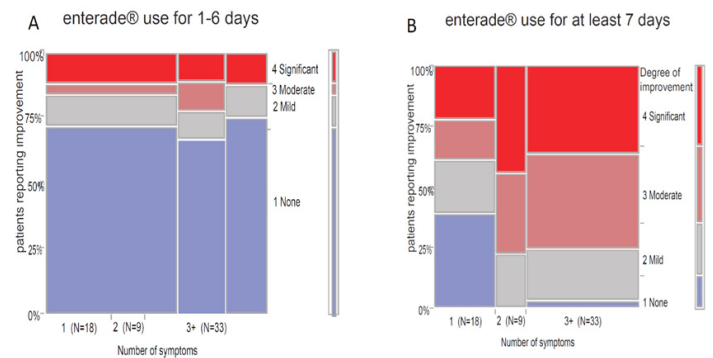 A
enterade® use for 1-6 days
patients reporting improvement
100%
75%
50%
25%
0%
4 Significant
3 Moderate
2 Mild
1 None
1 (N=18)
2 (N=9)
3+ (N=33)
Number of symptoms
B
enterade® use for at least 7 days
patients reporting improvement
100%
75%
50%
25%
0%
Degree of
improvement
4 Significant
3 Moderate
2 Mild
1 None
1 (N=18)
2 (N=9)
3+ (N=33)
Number of symptoms